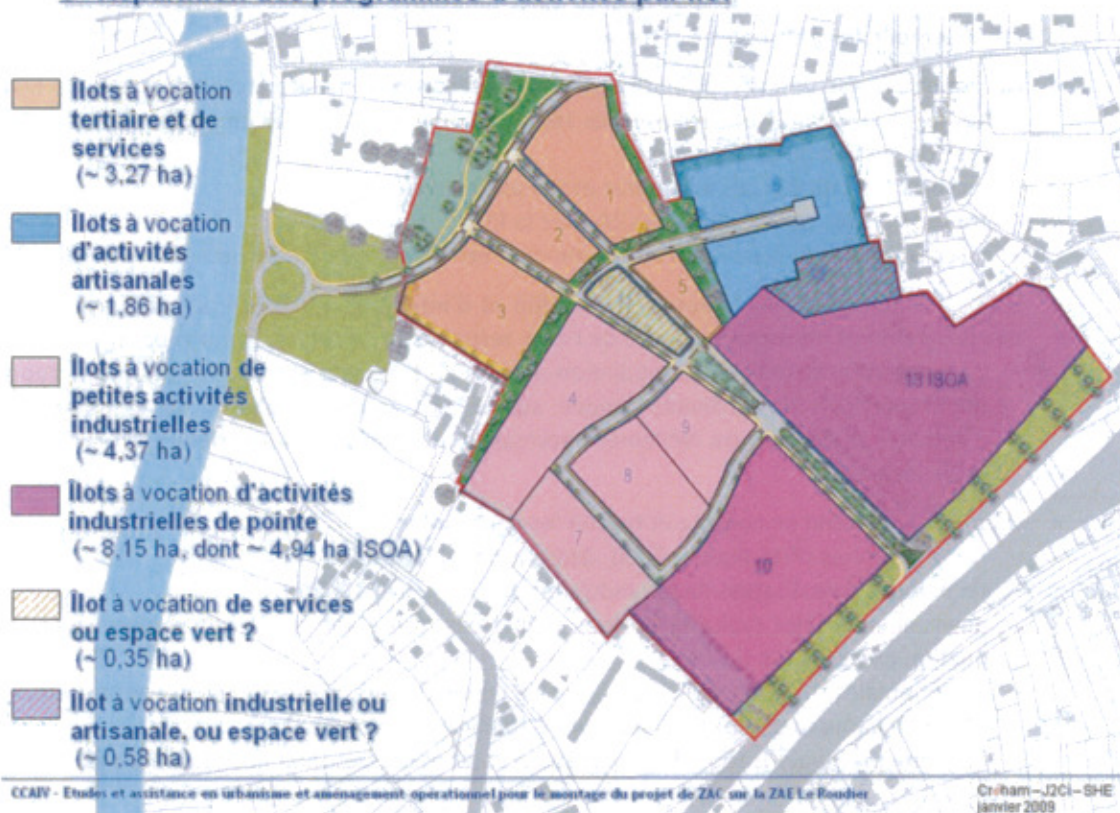 Îlots à vocation
tertiaire et de
services
(~ 3,27 ha)
Îlots à vocation
d'activités
artisanales
(~ 1,86 ha)
Îlots à vocation de
petites activités
industrielles
(~ 4,37 ha)
Îlots à vocation d'activités
industrielles de pointe
(~ 8,15 ha, dont ~ 4,94 ha ISOA)
Îlot à vocation de services
ou espace vert ?
(~ 0,35 ha)
Îlot à vocation industrielle ou
artisanale, ou espace vert ?
(~ 0,58 ha)
1
2
3
5
4
9
8
7
10
13 ISOA
CCAIV - Etudes et assistance en urbanisme et aménagement opérationnel pour le montage du projet de ZAC sur la ZAE Le Roudier
Créham–J2Ci–SHE
janvier 2009